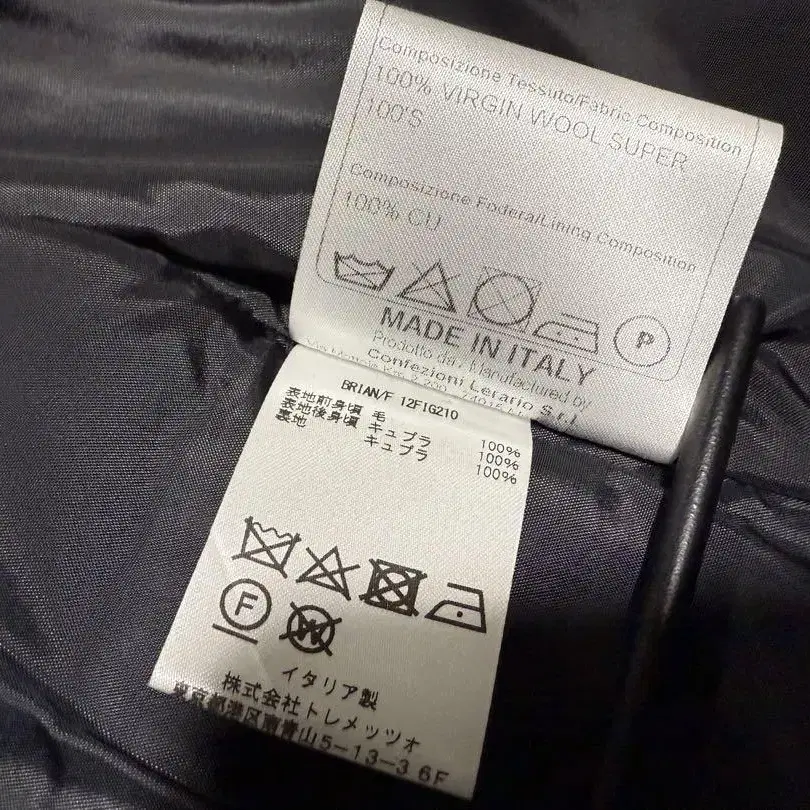 Composizione Tessuto/Fabric Composition
100% VIRGIN WOOL SUPER
100'S
Composizione Fodera/Lining Composition
100% CU
P
MADE IN ITALY
Prodotto da / Manufactured by
Confezioni Lerario S.r.l
BRIAN/F 12FIG210
表地前身頃 毛 100%
表地後身頃 キュプラ 100%
裏地 キュプラ 100%
F
W
イタリア製
株式会社トレメッツォ
東京都港区南青山5-13-3 6F